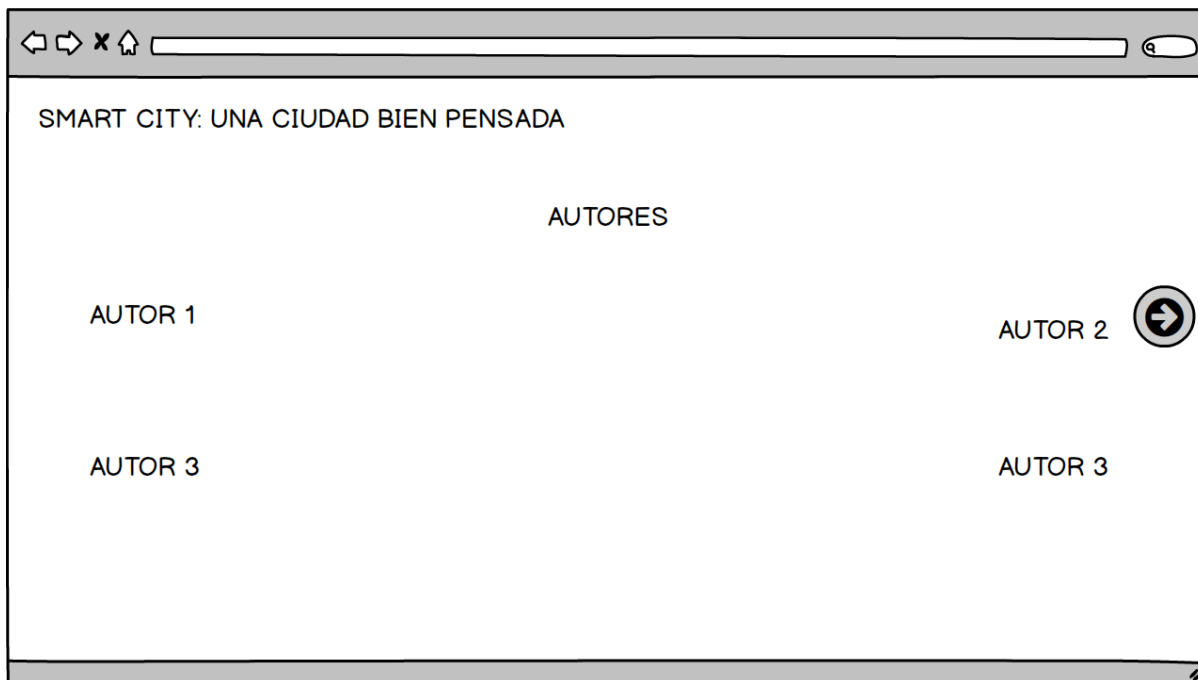 SMART CITY: UNA CIUDAD BIEN PENSADA
AUTORES
AUTOR 1
AUTOR 2
AUTOR 3
AUTOR 3